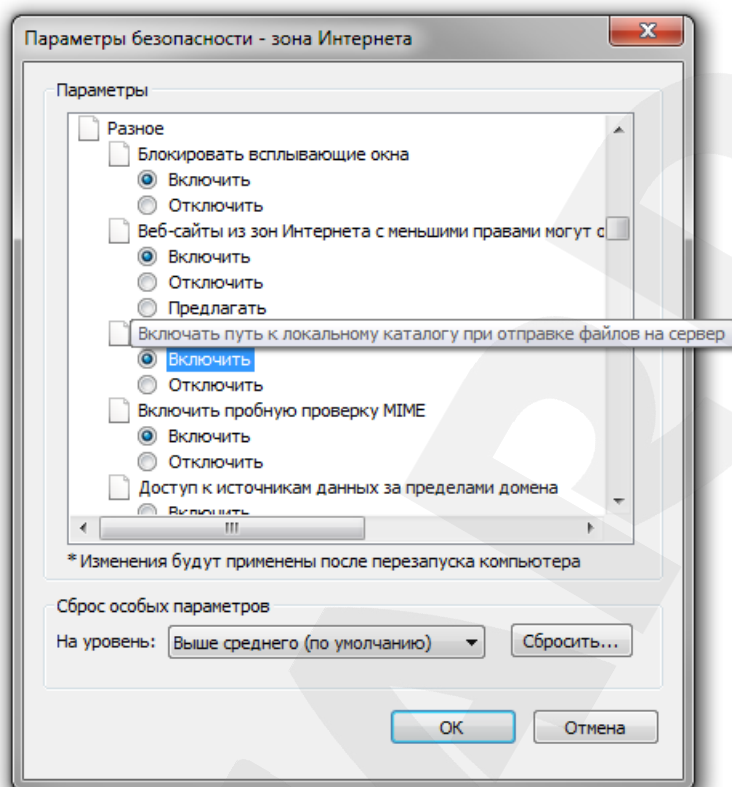 Параметры безопасности - зона Интернета
Параметры
Разное
Блокировать всплывающие окна
Включить
Отключить
Веб-сайты из зон Интернета с меньшими правами могут с
Включить
Отключить
Предлагать
Включать путь к локальному каталогу при отправке файлов на сервер
Включить
Отключить
Включить пробную проверку MIME
Включить
Отключить
Доступ к источникам данных за пределами домена
Включить
* Изменения будут применены после перезапуска компьютера
Сброс особых параметров
На уровень: Выше среднего (по умолчанию) Сбросить...
ОК Отмена